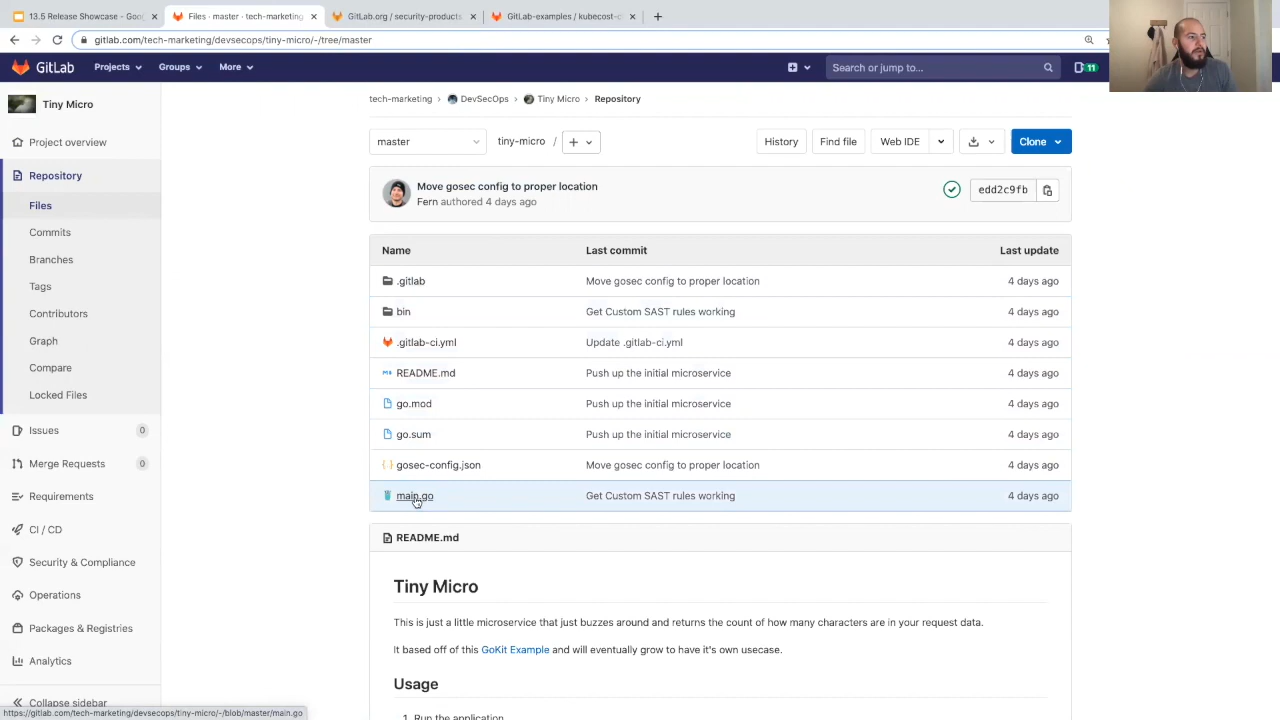 13.5 Release Showcase - Goo
Files · master · tech-marketing
GitLab.org / security-products
GitLab-examples / kubecost-c
gitlab.com/tech-marketing/devsecops/tiny-micro/-/tree/master
GitLab
Projects
Groups
More
Search or jump to...
11
Tiny Micro
Project overview
Repository
Files
Commits
Branches
Tags
Contributors
Graph
Compare
Locked Files
Issues 0
Merge Requests 0
Requirements
CI / CD
Security & Compliance
Operations
Packages & Registries
Analytics
Collapse sidebar
tech-marketing > DevSecOps > Tiny Micro > Repository
master
tiny-micro /
History
Find file
Web IDE
Clone
Move gosec config to proper location
Fern authored 4 days ago
edd2c9fb
Name Last commit Last update
.gitlab Move gosec config to proper location 4 days ago
bin Get Custom SAST rules working 4 days ago
.gitlab-ci.yml Update .gitlab-ci.yml 4 days ago
README.md Push up the initial microservice 4 days ago
go.mod Push up the initial microservice 4 days ago
go.sum Push up the initial microservice 4 days ago
gosec-config.json Move gosec config to proper location 4 days ago
main.go Get Custom SAST rules working 4 days ago
README.md
Tiny Micro
This is just a little microservice that just buzzes around and returns the count of how many characters are in your request data.
It based off of this GoKit Example and will eventually grow to have it's own usecase.
Usage
1. Run the application
https://gitlab.com/tech-marketing/devsecops/tiny-micro/-/blob/master/main.go